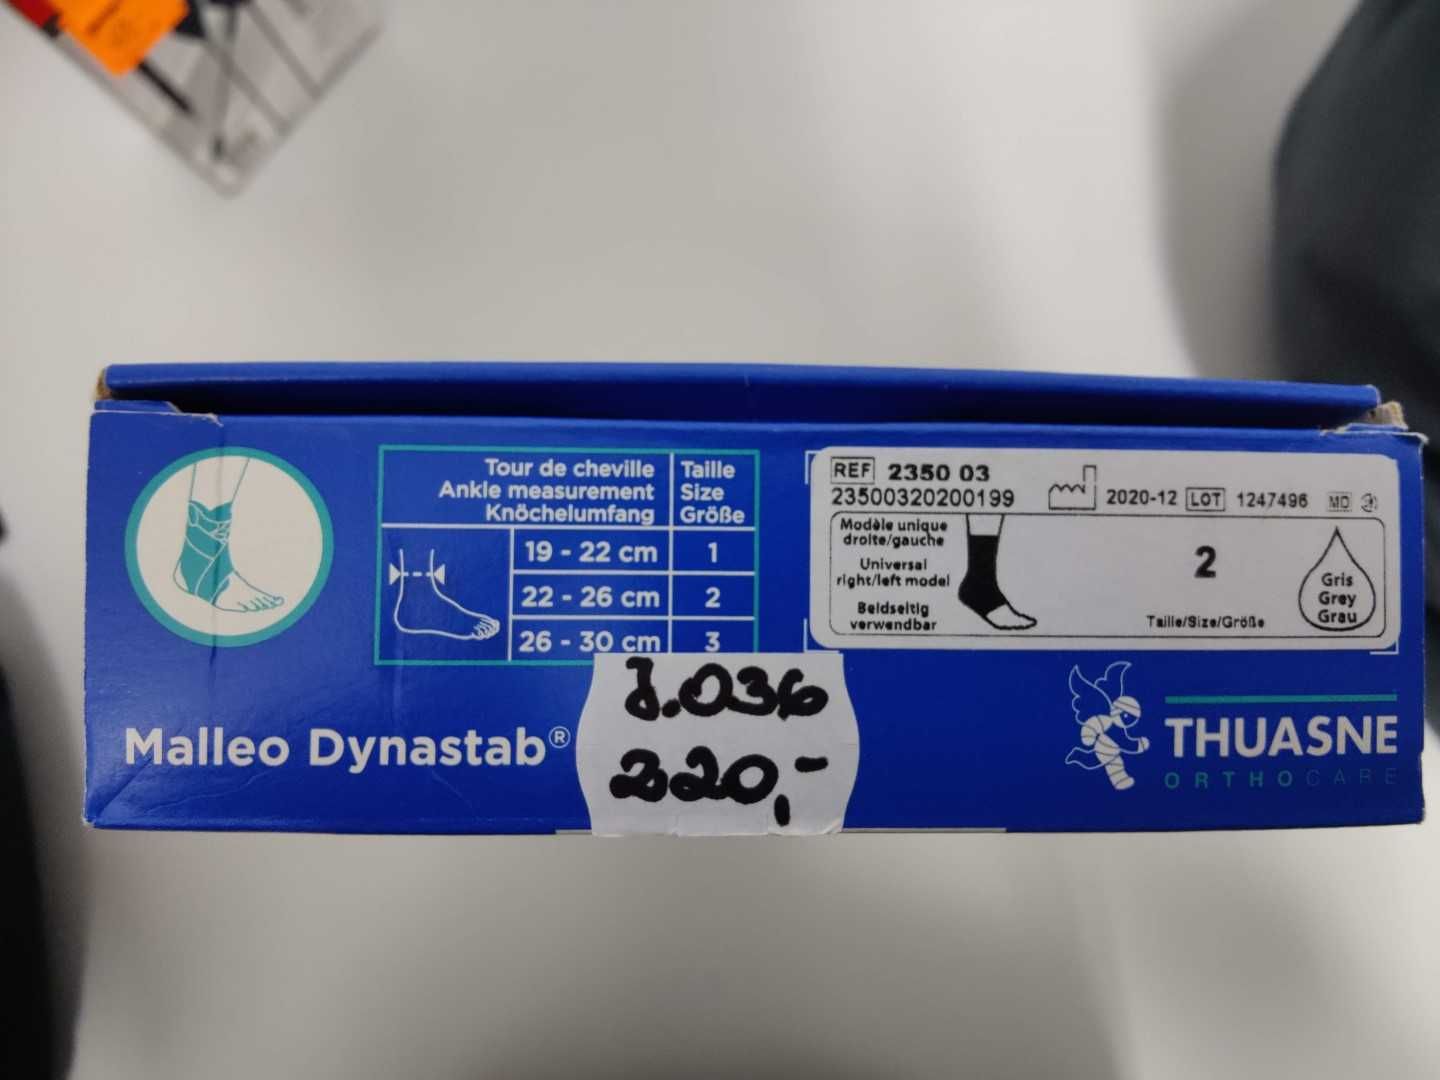 Tour de cheville
Ankle measurement
Knöchelumfang
Taille
Size
Größe
19 - 22 cm 1
22 - 26 cm 2
26 - 30 cm 3
REF 2350 03
23500320200199
2020-12 LOT 1247496 MD
Modèle unique
droite/gauche
Universal
right/left model
Beidseitig
verwendbar
2
Taille/Size/Größe
Gris
Grey
Grau
Malleo Dynastab®
J.036
220,-
THUASNE
ORTHOCARE